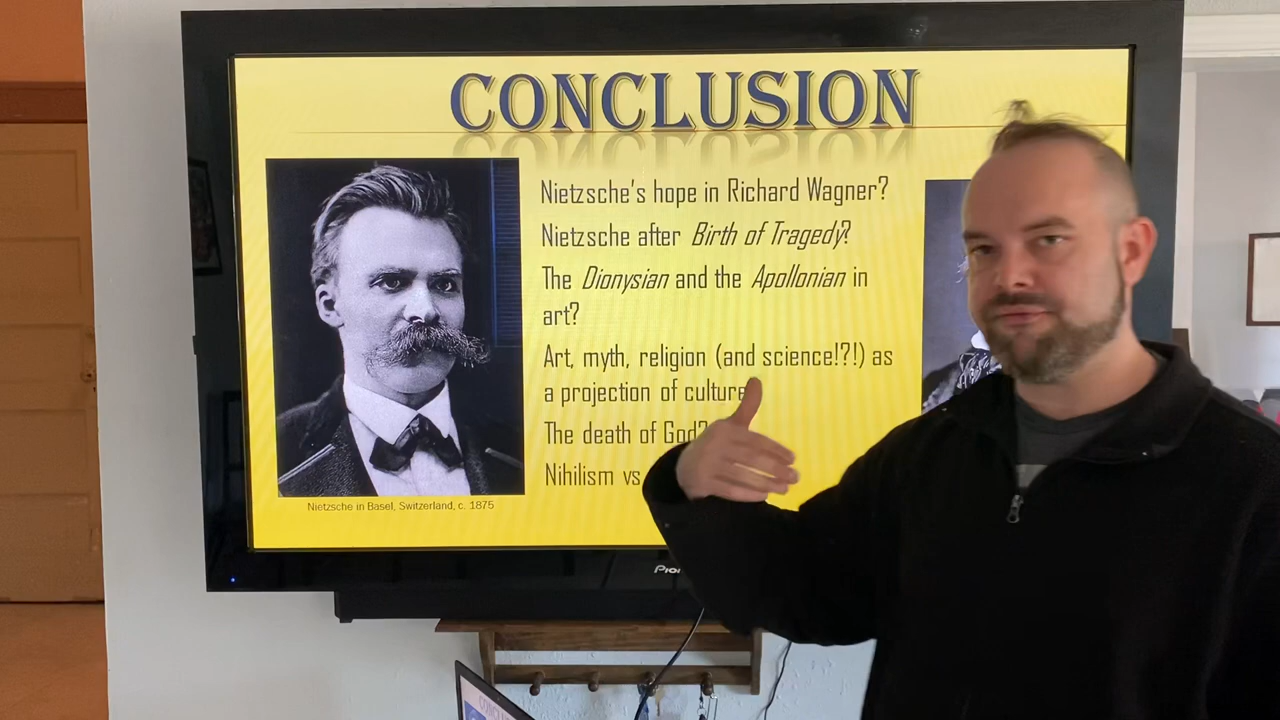 CONCLUSION
Nietzsche's hope in Richard Wagner?
Nietzsche after Birth of Tragedy?
The Dionysian and the Apollonian in
art?
Art, myth, religion (and science!?!) as
a projection of culture
The death of God?
Nihilism vs
Nietzsche in Basel, Switzerland, c. 1875